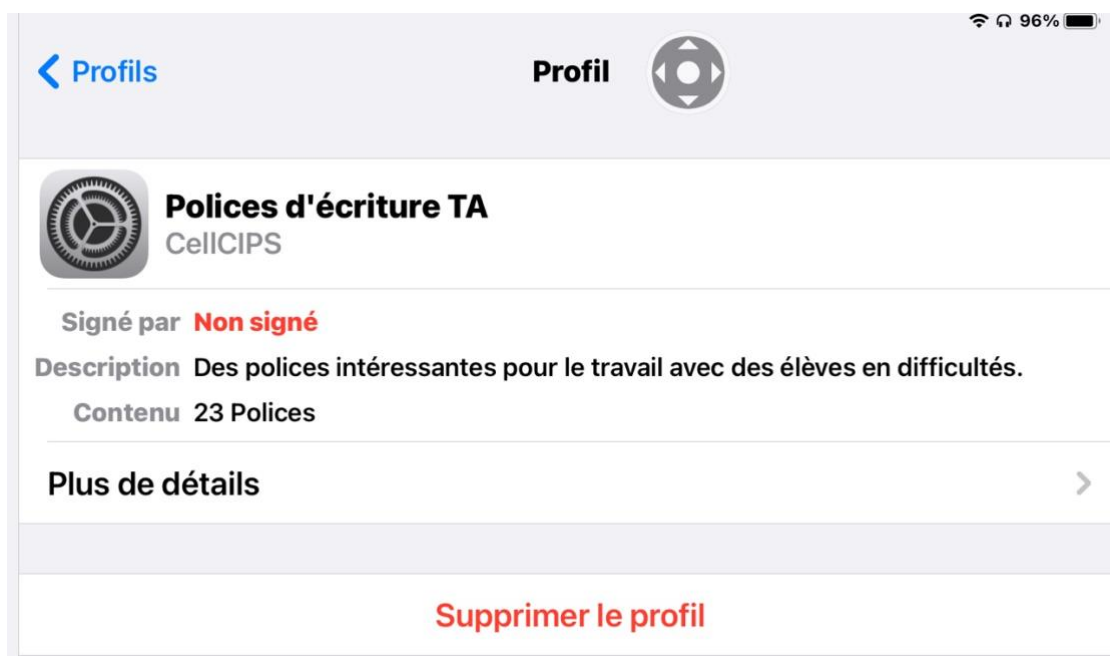 96%
Profils
Profil
Polices d'écriture TA
CellCIPS
Signé par Non signé
Description Des polices intéressantes pour le travail avec des élèves en difficultés.
Contenu 23 Polices
Plus de détails
Supprimer le profil